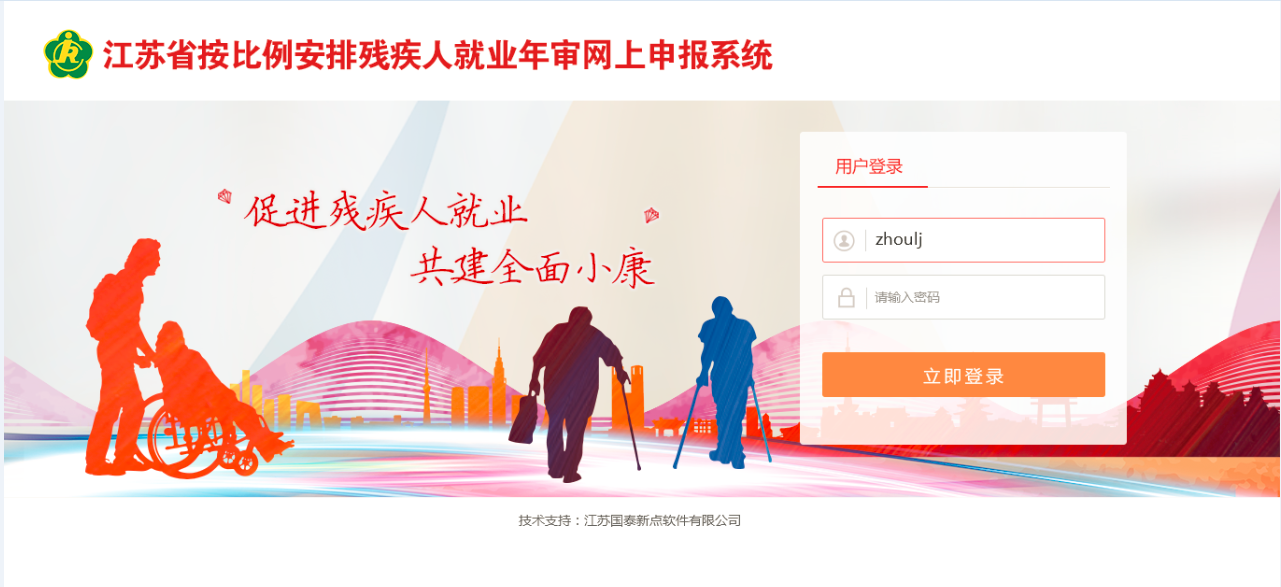 江苏省按比例安排残疾人就业年审网上申报系统
促进残疾人就业
共建全面小康
用户登录
zhoulj
请输入密码
立即登录
技术支持：江苏国泰新点软件有限公司